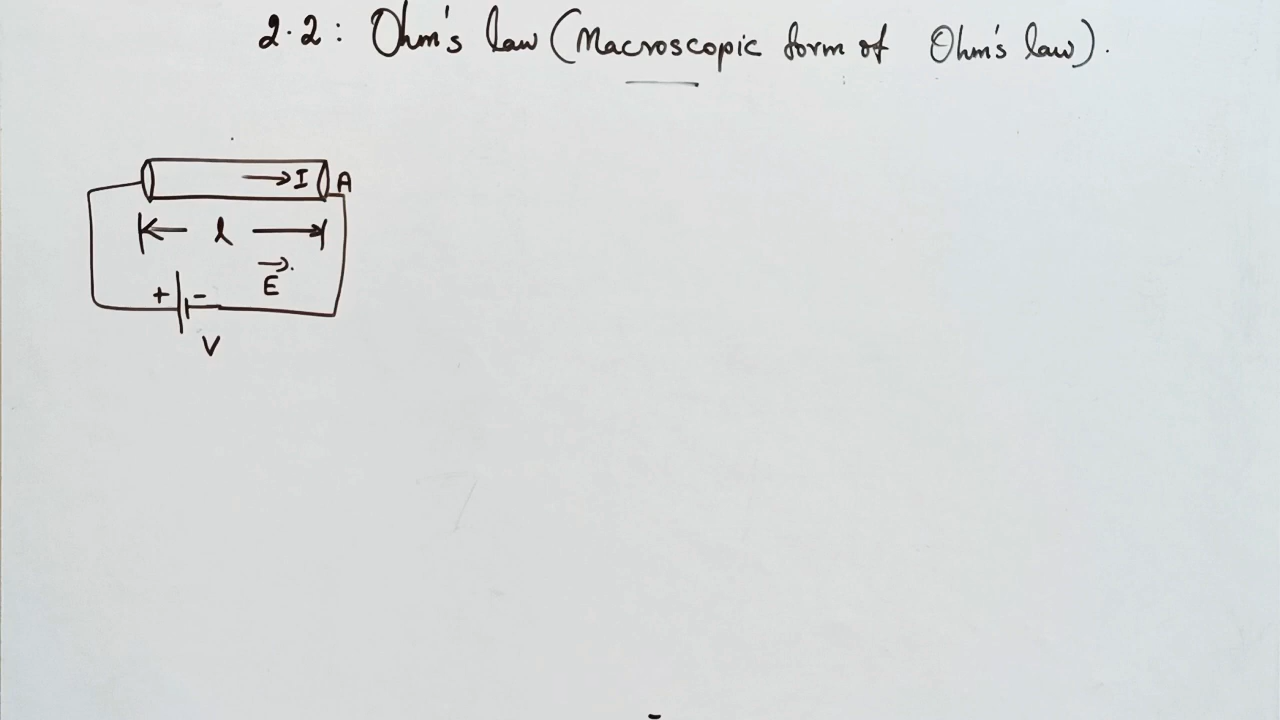 2.2: Ohm's law (Macroscopic form of Ohm's law).
→I A
l
→
E
+ -
V